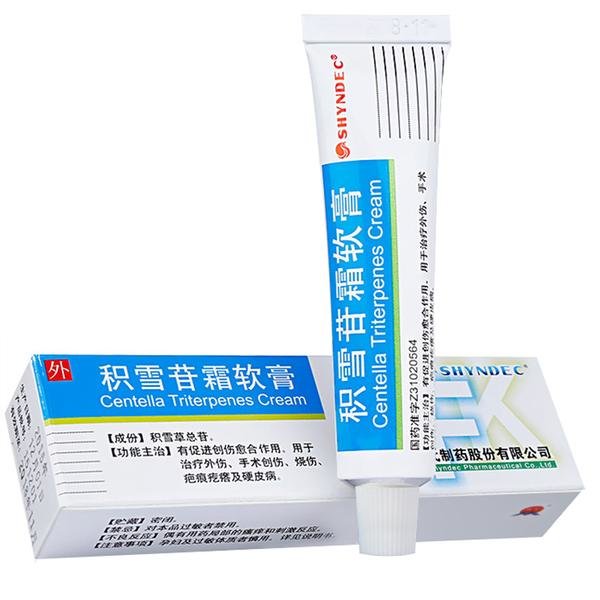 SHYNDEC®
积雪苷霜软膏
Centella Triterpenes Cream
国药准字Z31020564
【功能主治】有促进创伤愈合作用。用于治疗外伤、手术
外
积雪苷霜软膏
Centella Triterpenes Cream
【成份】积雪草总苷。
【功能主治】有促进创伤愈合作用。用于
治疗外伤、手术创伤、烧伤、
疤痕疙瘩及硬皮病。
SHYNDEC®
制药股份有限公司
Shyndec Pharmaceutical Co.,Ltd.
【贮藏】密闭。
【禁忌】对本品过敏者禁用。
【不良反应】偶有用药局部的瘙痒和刺激反应。
【注意事项】孕妇及过敏体质者慎用。详见说明书。